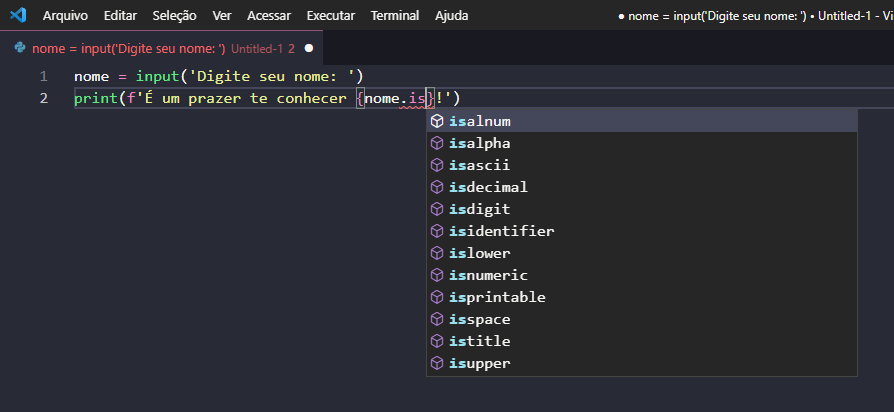 Arquivo Editar Seleção Ver Acessar Executar Terminal Ajuda ● nome = input('Digite seu nome: ') • Untitled-1 - Vi
nome = input('Digite seu nome: ') Untitled-1 2 ●
1 nome = input('Digite seu nome: ')
2 print(f'É um prazer te conhecer {nome.is}!')
isalnum
isalpha
isascii
isdecimal
isdigit
isidentifier
islower
isnumeric
isprintable
isspace
istitle
isupper